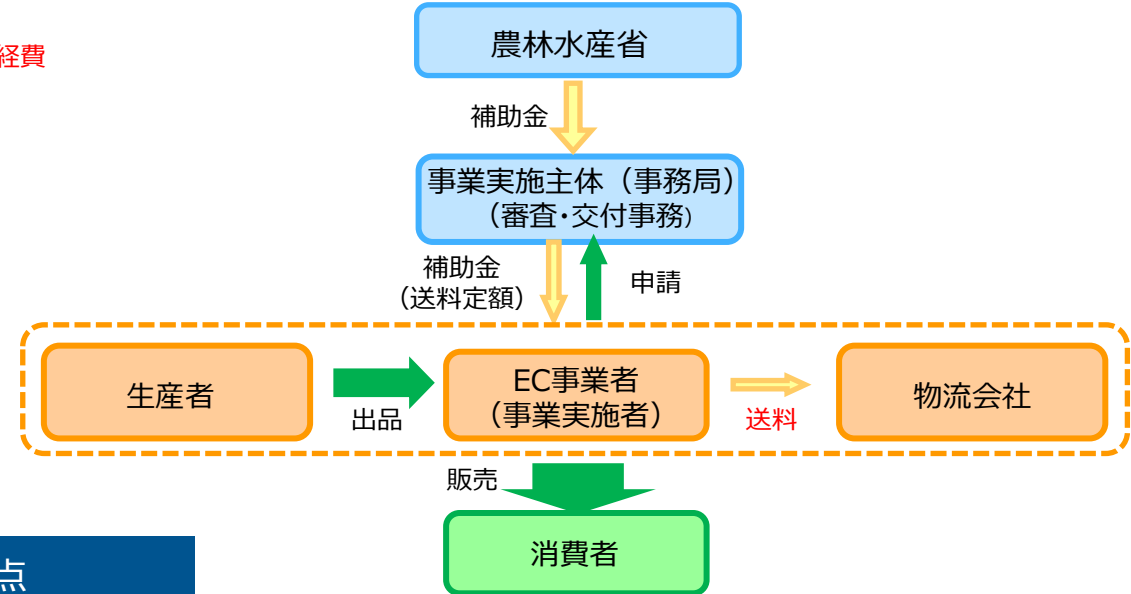 農林水産省
経費
補助金
事業実施主体（事務局）
（審査・交付事務）
補助金
（送料定額）
申請
生産者
出品
EC事業者
（事業実施者）
送料
物流会社
販売
消費者
点